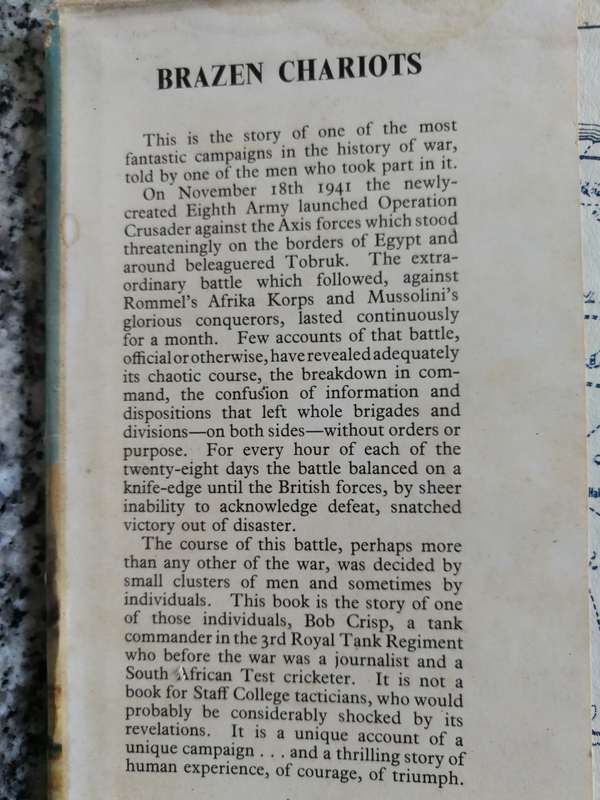 BRAZEN CHARIOTS
This is the story of one of the most
fantastic campaigns in the history of war,
told by one of the men who took part in it.
On November 18th 1941 the newly-
created Eighth Army launched Operation
Crusader against the Axis forces which stood
threateningly on the borders of Egypt and
around beleaguered Tobruk. The extra-
ordinary battle which followed, against
Rommel's Afrika Korps and Mussolini's
glorious conquerors, lasted continuously
for a month. Few accounts of that battle,
official or otherwise, have revealed adequately
its chaotic course, the breakdown in com-
mand, the confusion of information and
dispositions that left whole brigades and
divisions—on both sides—without orders or
purpose. For every hour of each of the
twenty-eight days the battle balanced on a
knife-edge until the British forces, by sheer
inability to acknowledge defeat, snatched
victory out of disaster.
The course of this battle, perhaps more
than any other of the war, was decided by
small clusters of men and sometimes by
individuals. This book is the story of one
of those individuals, Bob Crisp, a tank
commander in the 3rd Royal Tank Regiment
who before the war was a journalist and a
South African Test cricketer. It is not a
book for Staff College tacticians, who would
probably be considerably shocked by its
revelations. It is a unique account of a
unique campaign . . . and a thrilling story of
human experience, of courage, of triumph.